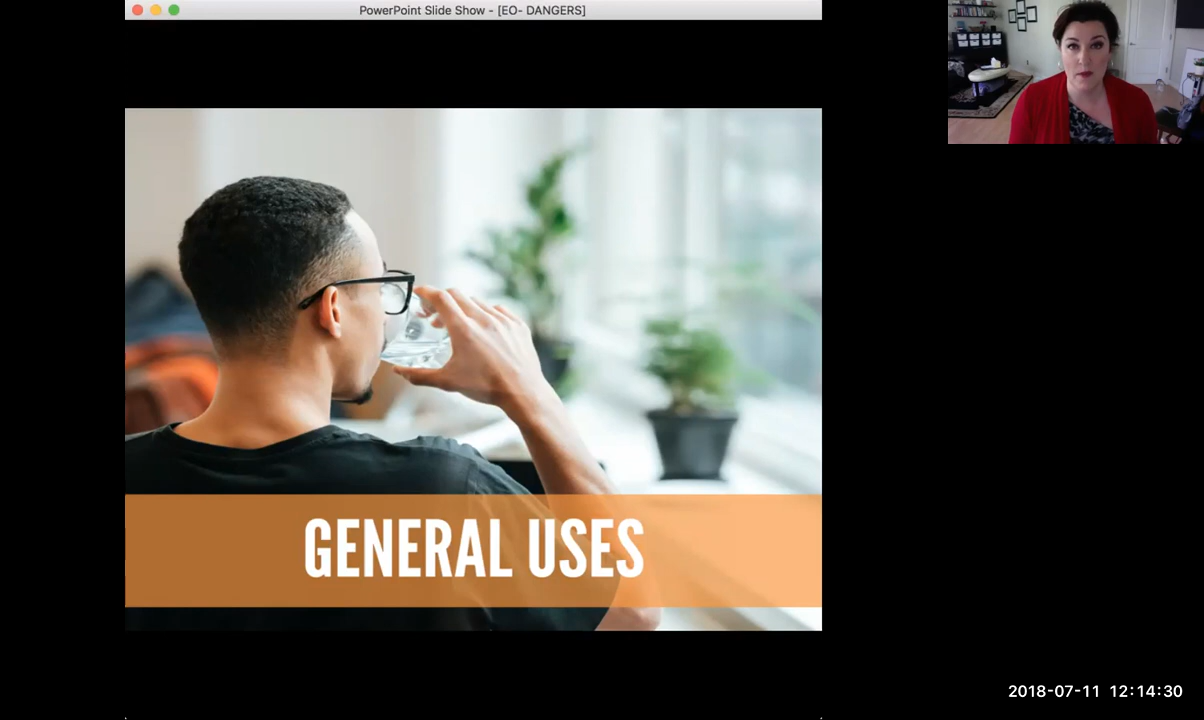 PowerPoint Slide Show - [EO- DANGERS]
GENERAL USES
2018-07-11 12:14:30